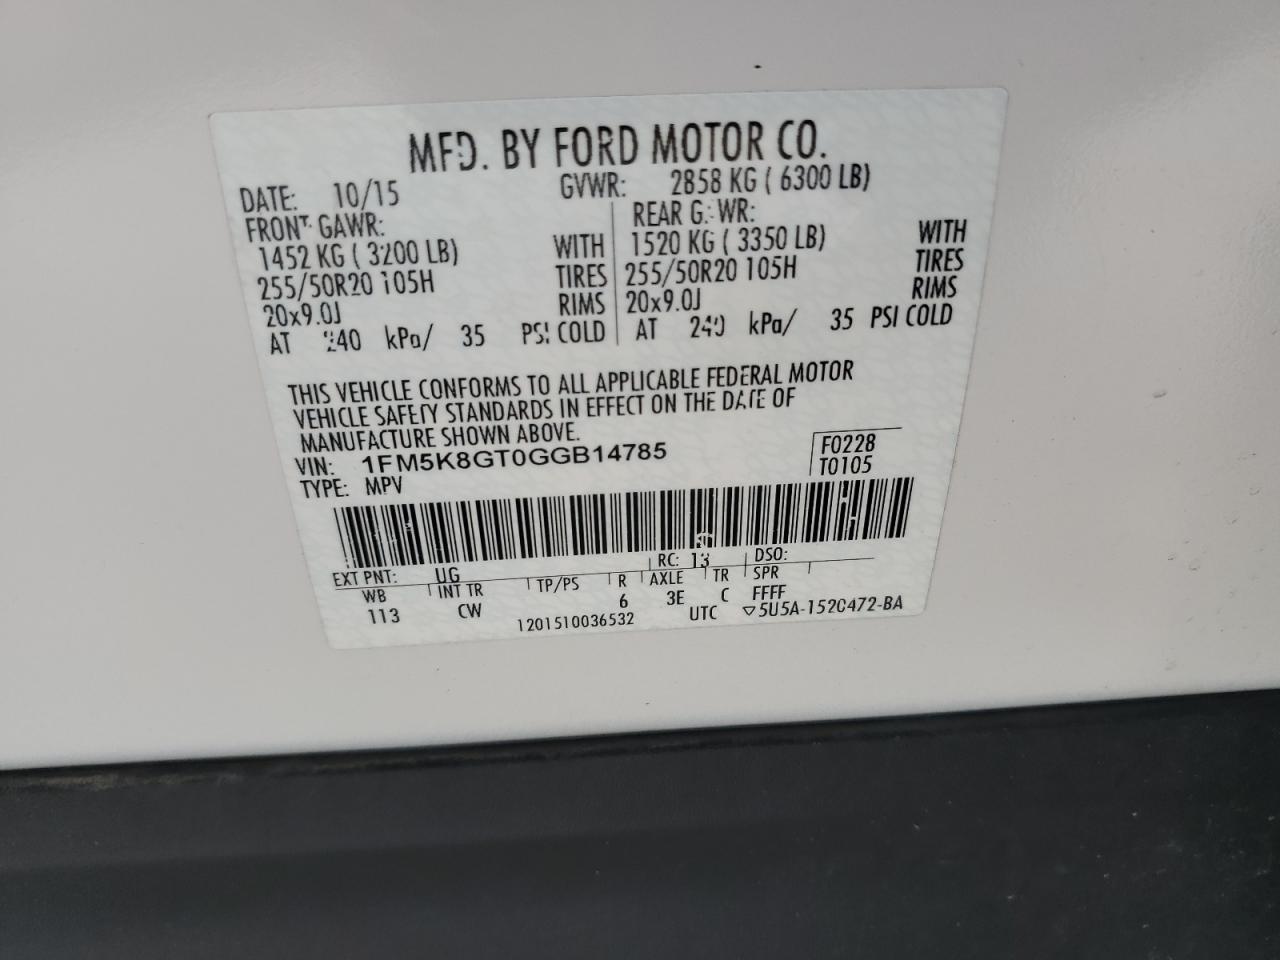 MFD. BY FORD MOTOR CO.
DATE: 10/15 GVWR: 2858 KG ( 6300 LB)
FRONT GAWR: REAR G WR:
1452 KG ( 3200 LB) WITH 1520 KG ( 3350 LB) WITH
255/50R20 105H TIRES 255/50R20 105H TIRES
20x9.0J RIMS 20x9.0J RIMS
AT 240 kPa/ 35 PSI COLD AT 240 kPa/ 35 PSI COLD
THIS VEHICLE CONFORMS TO ALL APPLICABLE FEDERAL MOTOR
VEHICLE SAFETY STANDARDS IN EFFECT ON THE DATE OF
MANUFACTURE SHOWN ABOVE.
VIN: 1FM5K8GT0GGB14785 F0228
TYPE: MPV T0105
EXT PNT: UG RC: 13 DSO:
WB INT TR TP/PS R AXLE TR SPR
113 CW 6 3E C FFFF
1201510036532 UTC ▽5U5A-1520472-BA